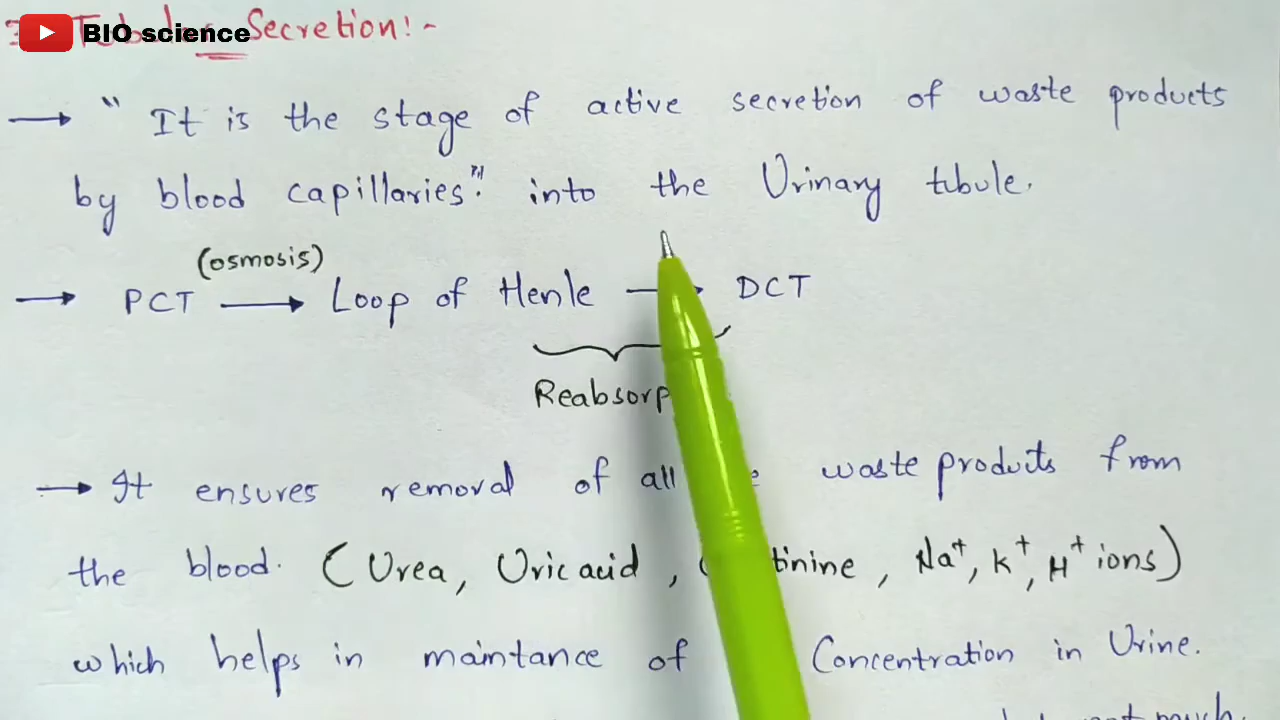 BIO science
Secretion:-
→ "It is the stage of active secretion of waste products
by blood capillaries". into the Urinary tubule.
(osmosis)
→ PCT → Loop of Henle → DCT
Reabsorp
→ It ensures removal of all waste products from
the blood. (Urea, Uric acid, tinine, Na⁺, K⁺, H⁺ ions)
which helps in maintance of Concentration in Urine.
much.